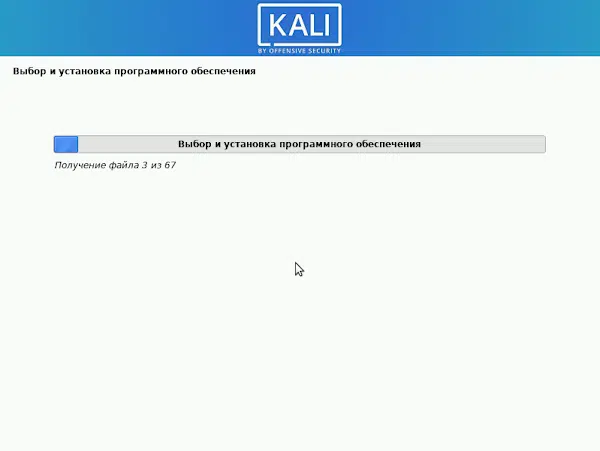 KALI
BY OFFENSIVE SECURITY
Выбор и установка программного обеспечения
Выбор и установка программного обеспечения
Получение файла 3 из 67